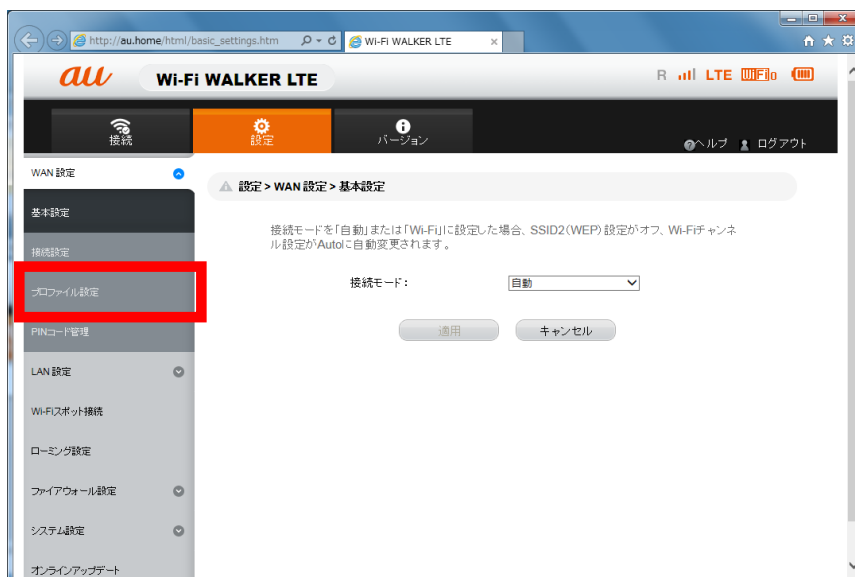 http://au.home/html/basic_settings.htm
Wi-Fi WALKER LTE
au
Wi-Fi WALKER LTE
R
LTE
WiFi0
接続
設定
バージョン
ヘルプ
ログアウト
WAN 設定
設定 > WAN 設定 > 基本設定
基本設定
接続モードを「自動」または「Wi-Fi」に設定した場合、SSID2(WEP)設定がオフ、Wi-Fiチャンネ
ル設定がAutoに自動変更されます。
接続設定
プロファイル設定
接続モード:
自動
PINコード管理
適用
キャンセル
LAN 設定
Wi-Fiスポット接続
ローミング設定
ファイアウォール設定
システム設定
オンラインアップデート